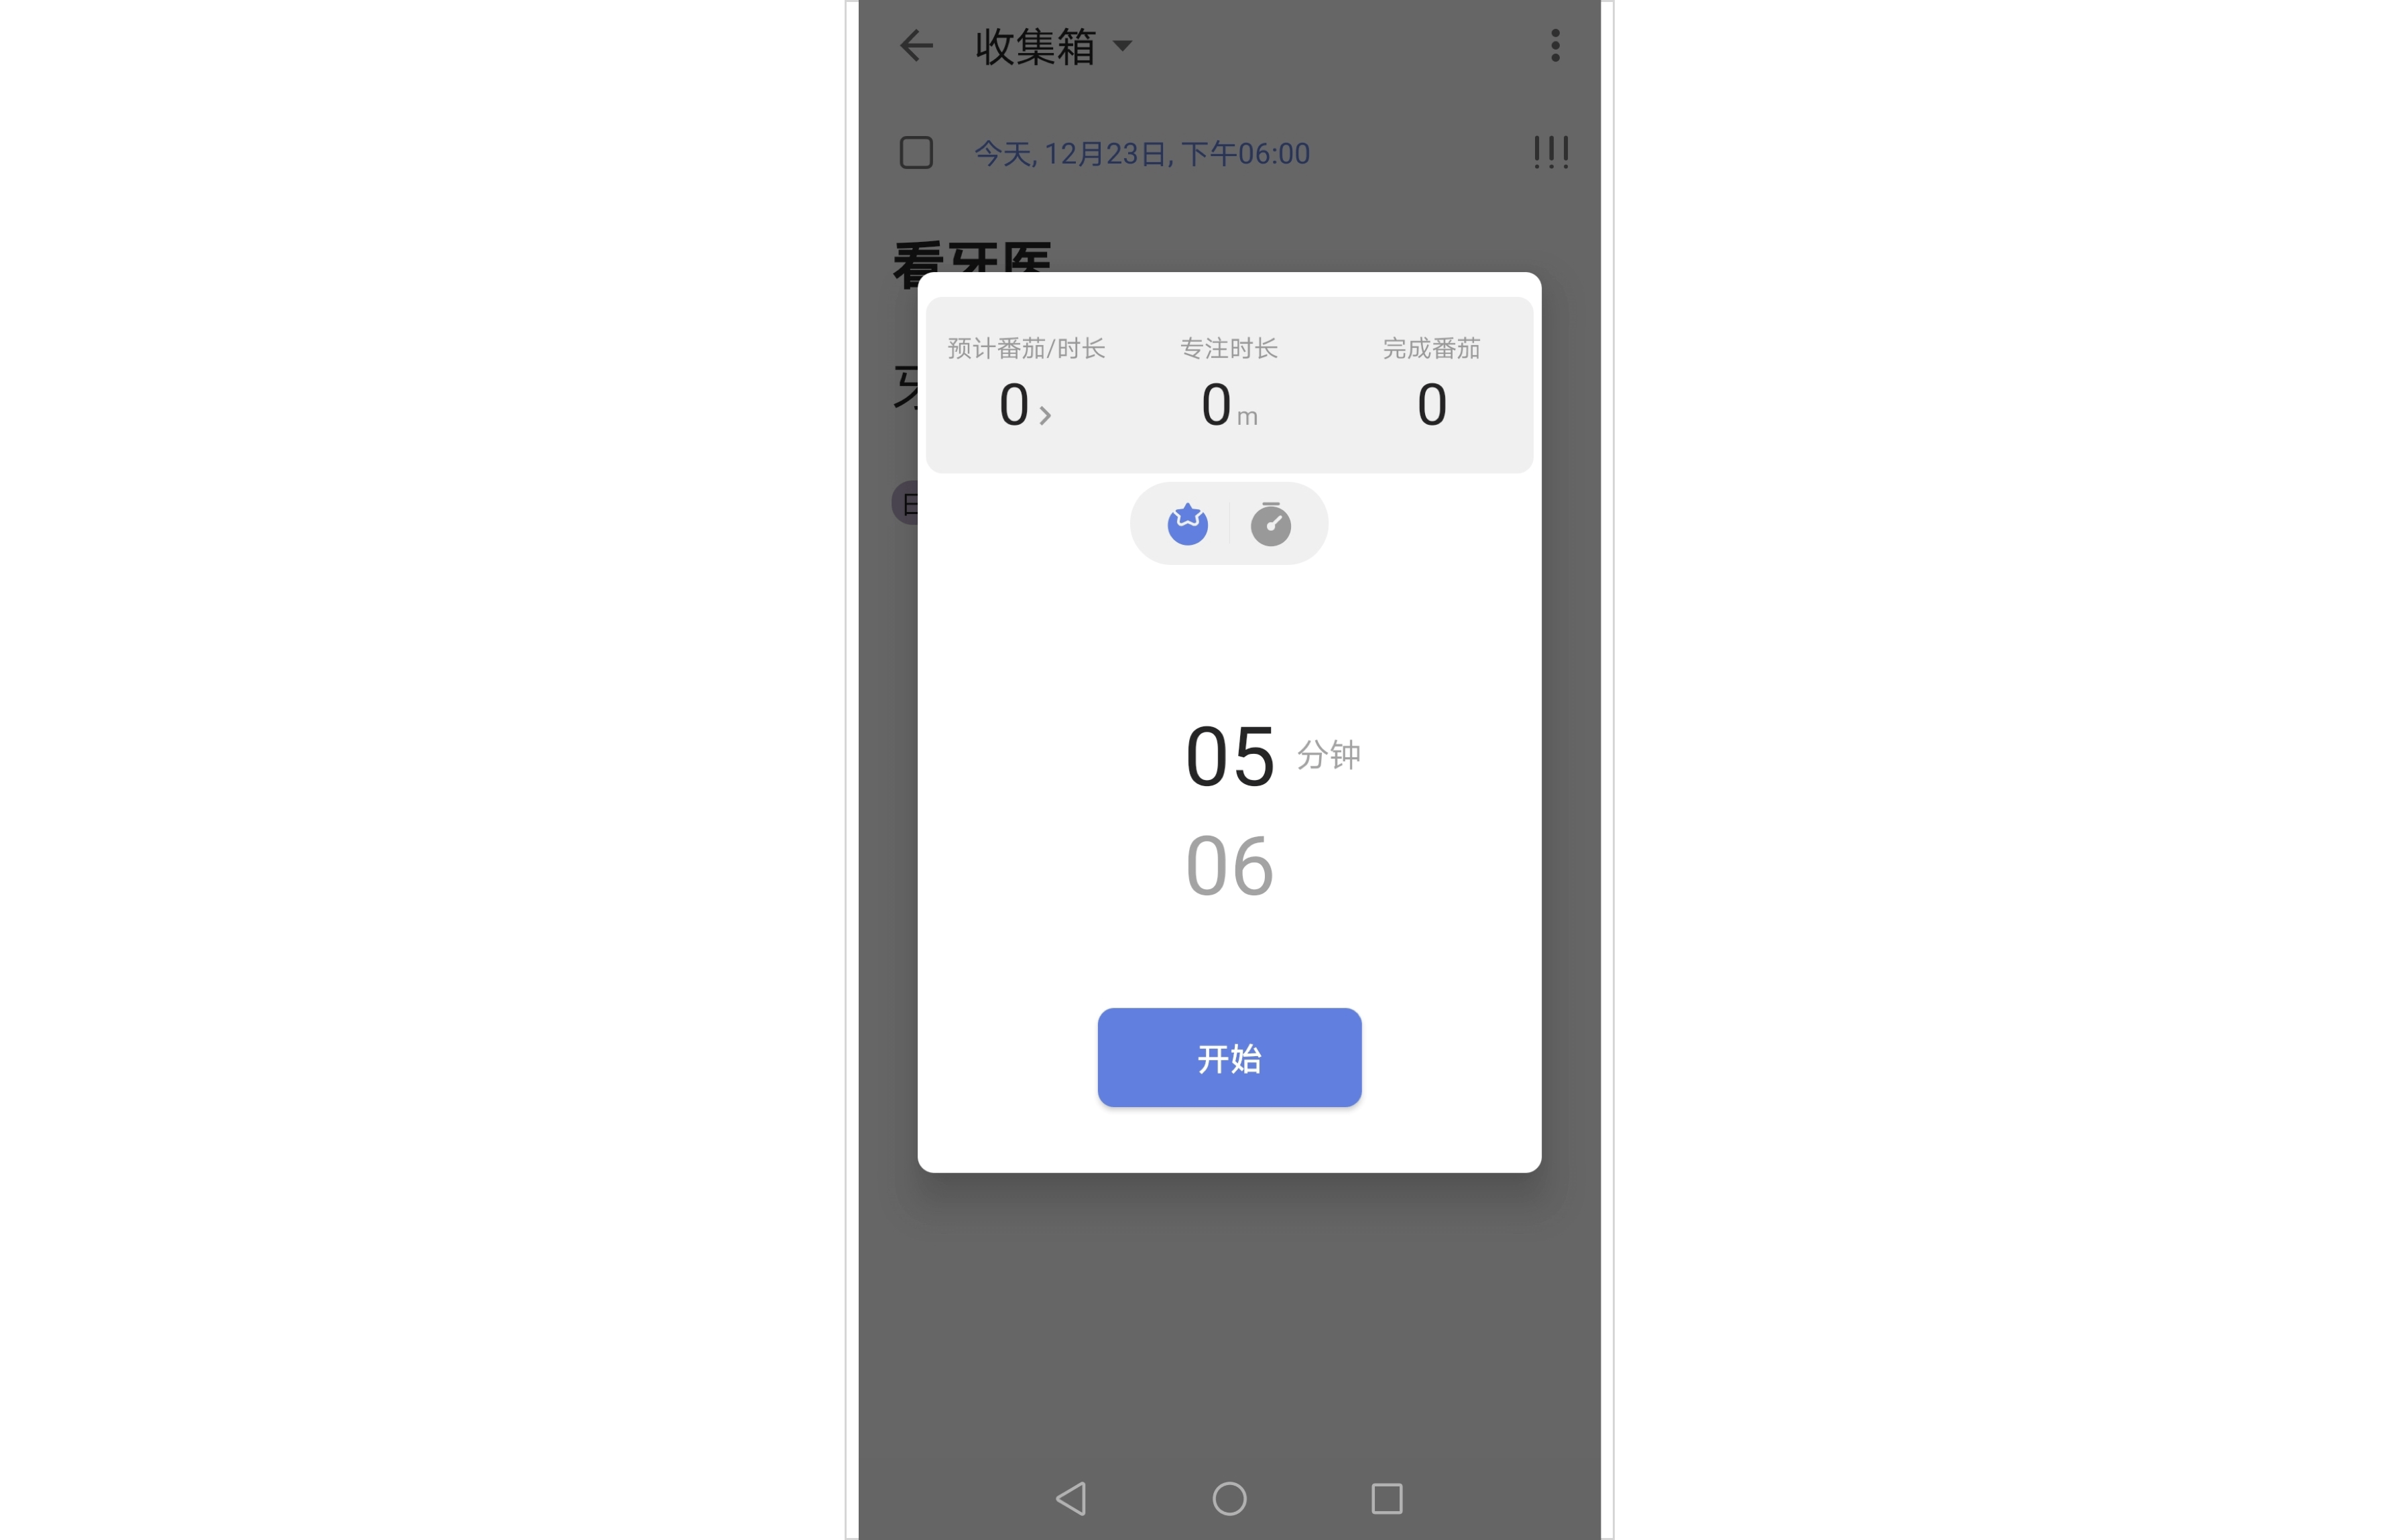 收集箱
今天, 12月23日, 下午06:00
看牙医
预计番茄/时长 专注时长 完成番茄
0 0 m 0
05 分钟
06
开始